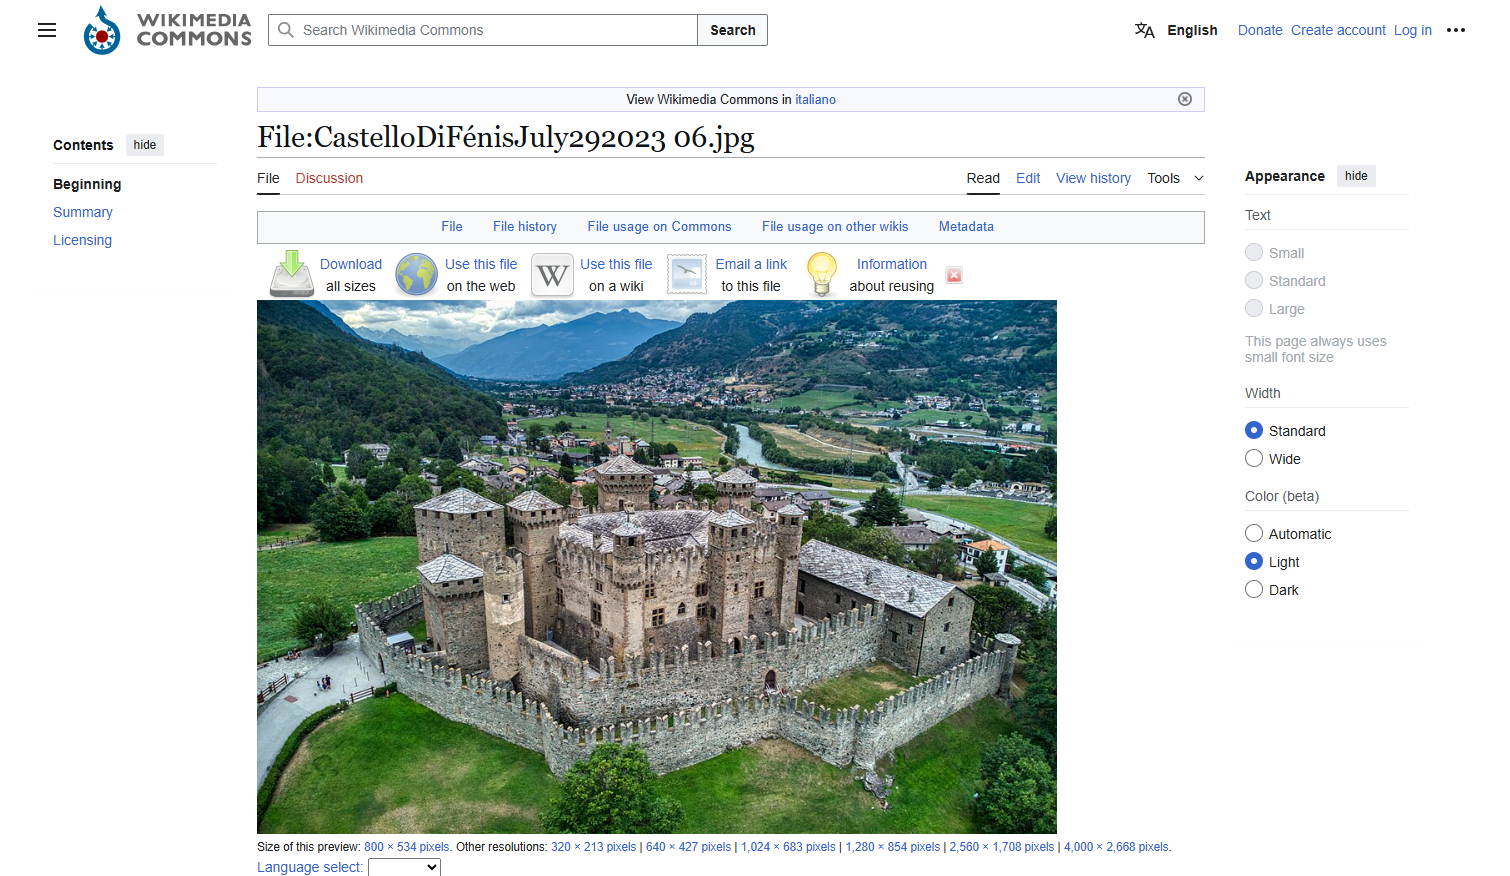 WIKIMEDIA
COMMONS
Search Wikimedia Commons
Search
English
Donate
Create account
Log in
View Wikimedia Commons in italiano
File:CastelloDiFénisJuly292023 06.jpg
Contents
hide
Beginning
Summary
Licensing
File
Discussion
Read
Edit
View history
Tools
File
File history
File usage on Commons
File usage on other wikis
Metadata
Download
all sizes
Use this file
on the web
W
Use this file
on a wiki
Email a link
to this file
Information
about reusing
Size of this preview: 800 × 534 pixels. Other resolutions: 320 × 213 pixels | 640 × 427 pixels | 1,024 × 683 pixels | 1,280 × 854 pixels | 2,560 × 1,708 pixels | 4,000 × 2,668 pixels.
Language select:
Appearance
hide
Text
Small
Standard
Large
This page always uses
small font size
Width
Standard
Wide
Color (beta)
Automatic
Light
Dark